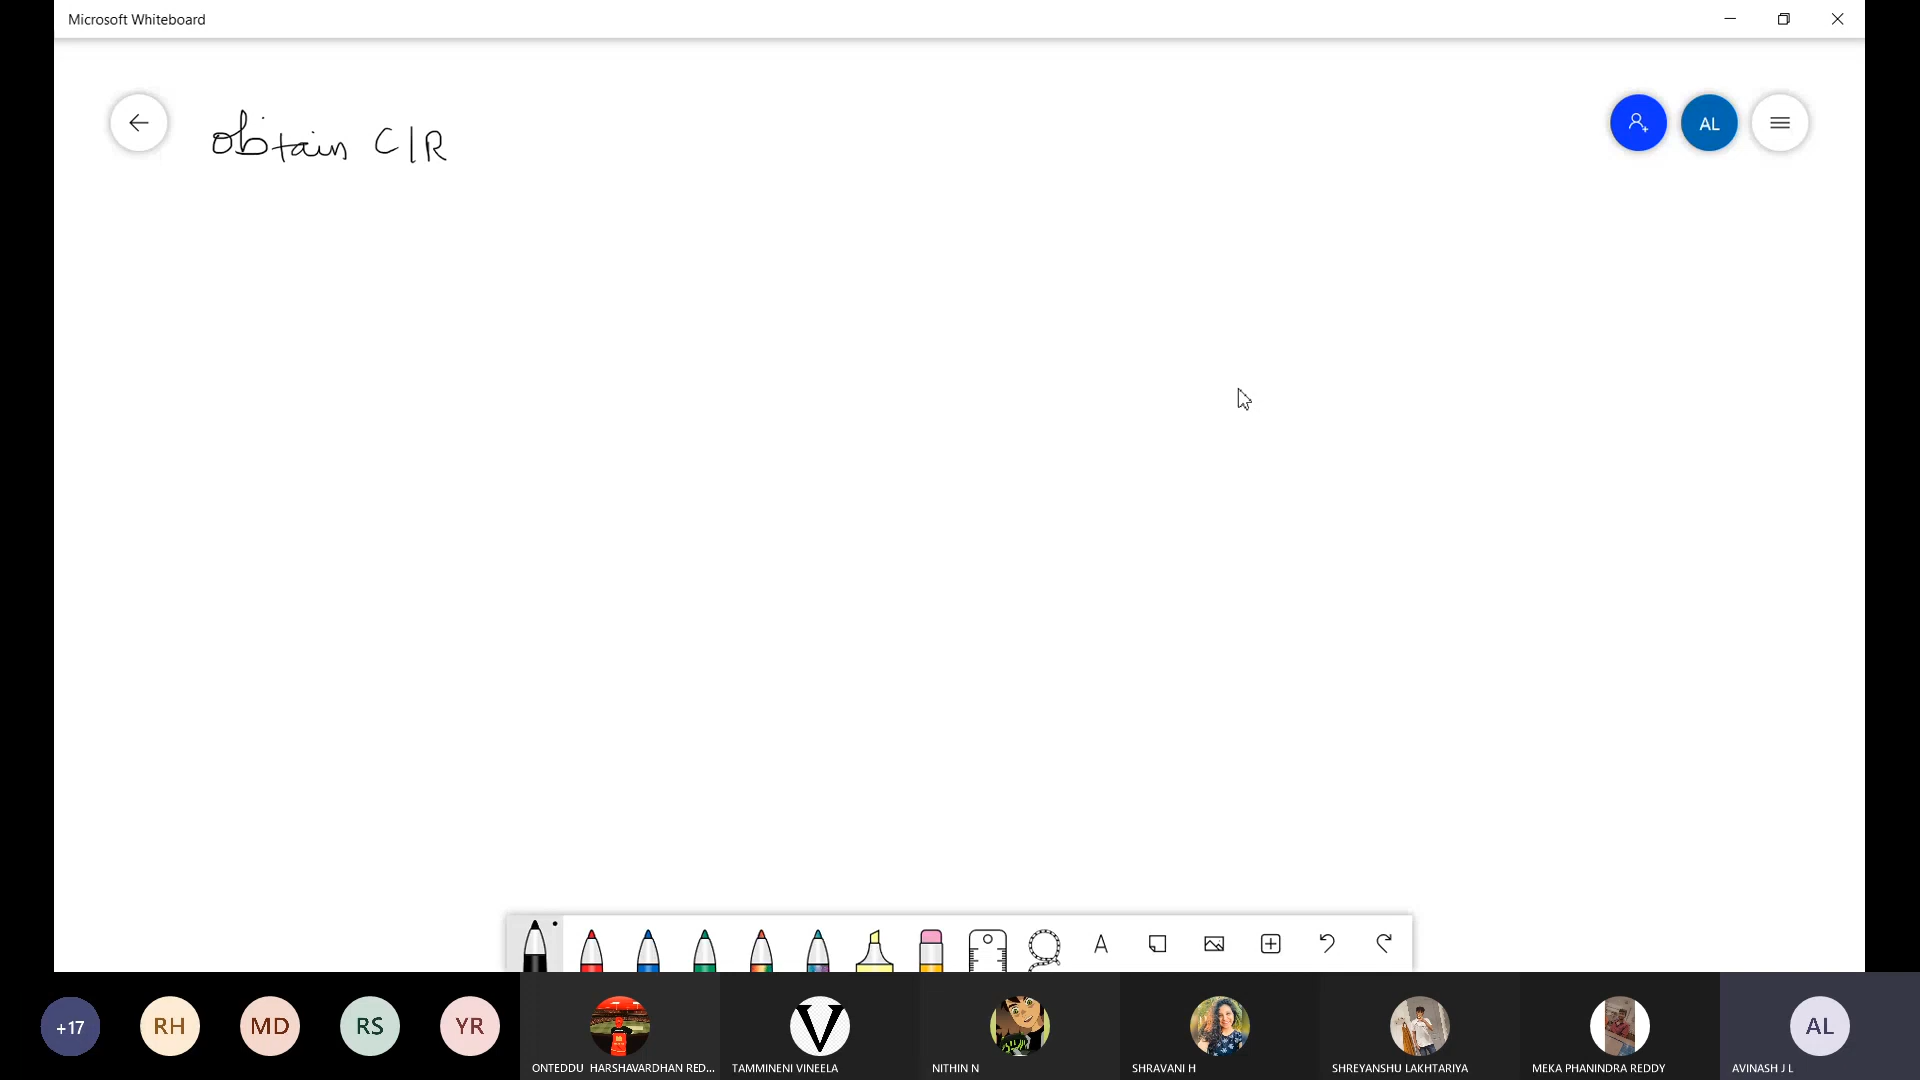 Microsoft Whiteboard
Obtain C/R
AL
+17
RH
MD
RS
YR
V
AL
ONTEDDU HARSHAVARDHAN RED...
TAMMINENI VINEELA
NITHIN N
SHRAVANI H
SHREYANSHU LAKHTARIYA
MEKA PHANINDRA REDDY
AVINASH J L